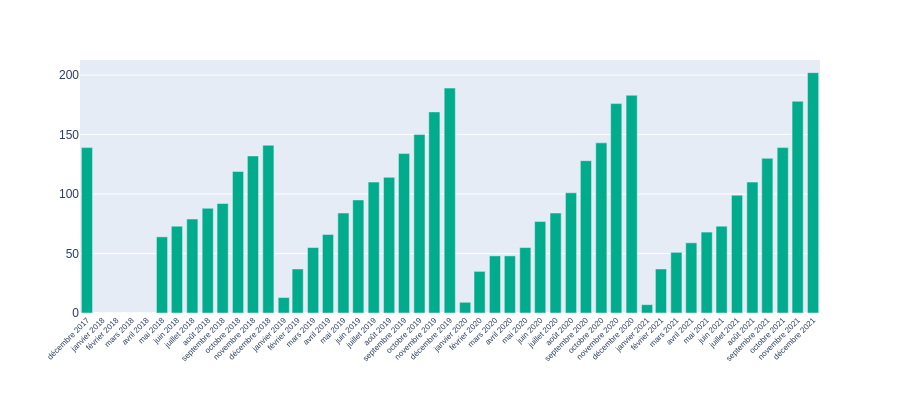 200
150
100
50
0
décembre 2017
janvier 2018
février 2018
mars 2018
avril 2018
mai 2018
juin 2018
juillet 2018
août 2018
septembre 2018
octobre 2018
novembre 2018
décembre 2018
janvier 2019
février 2019
mars 2019
avril 2019
mai 2019
juin 2019
juillet 2019
août 2019
septembre 2019
octobre 2019
novembre 2019
décembre 2019
janvier 2020
février 2020
mars 2020
avril 2020
mai 2020
juin 2020
juillet 2020
août 2020
septembre 2020
octobre 2020
novembre 2020
décembre 2020
janvier 2021
février 2021
mars 2021
avril 2021
mai 2021
juin 2021
juillet 2021
août 2021
septembre 2021
octobre 2021
novembre 2021
décembre 2021